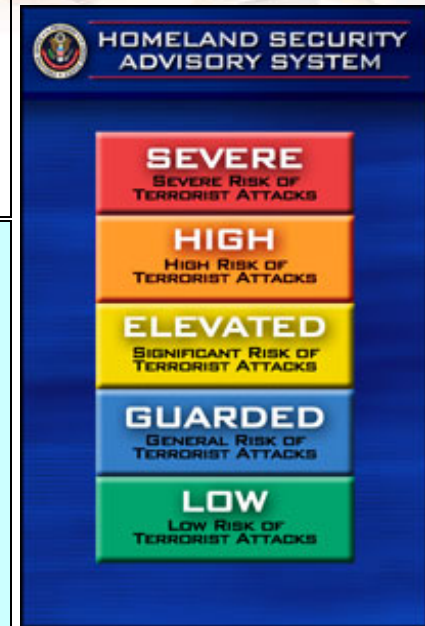 HOMELAND SECURITY
ADVISORY SYSTEM
SEVERE
SEVERE RISK OF
TERRORIST ATTACKS
HIGH
HIGH RISK OF
TERRORIST ATTACKS
ELEVATED
SIGNIFICANT RISK OF
TERRORIST ATTACKS
GUARDED
GENERAL RISK OF
TERRORIST ATTACKS
LOW
LOW RISK OF
TERRORIST ATTACKS